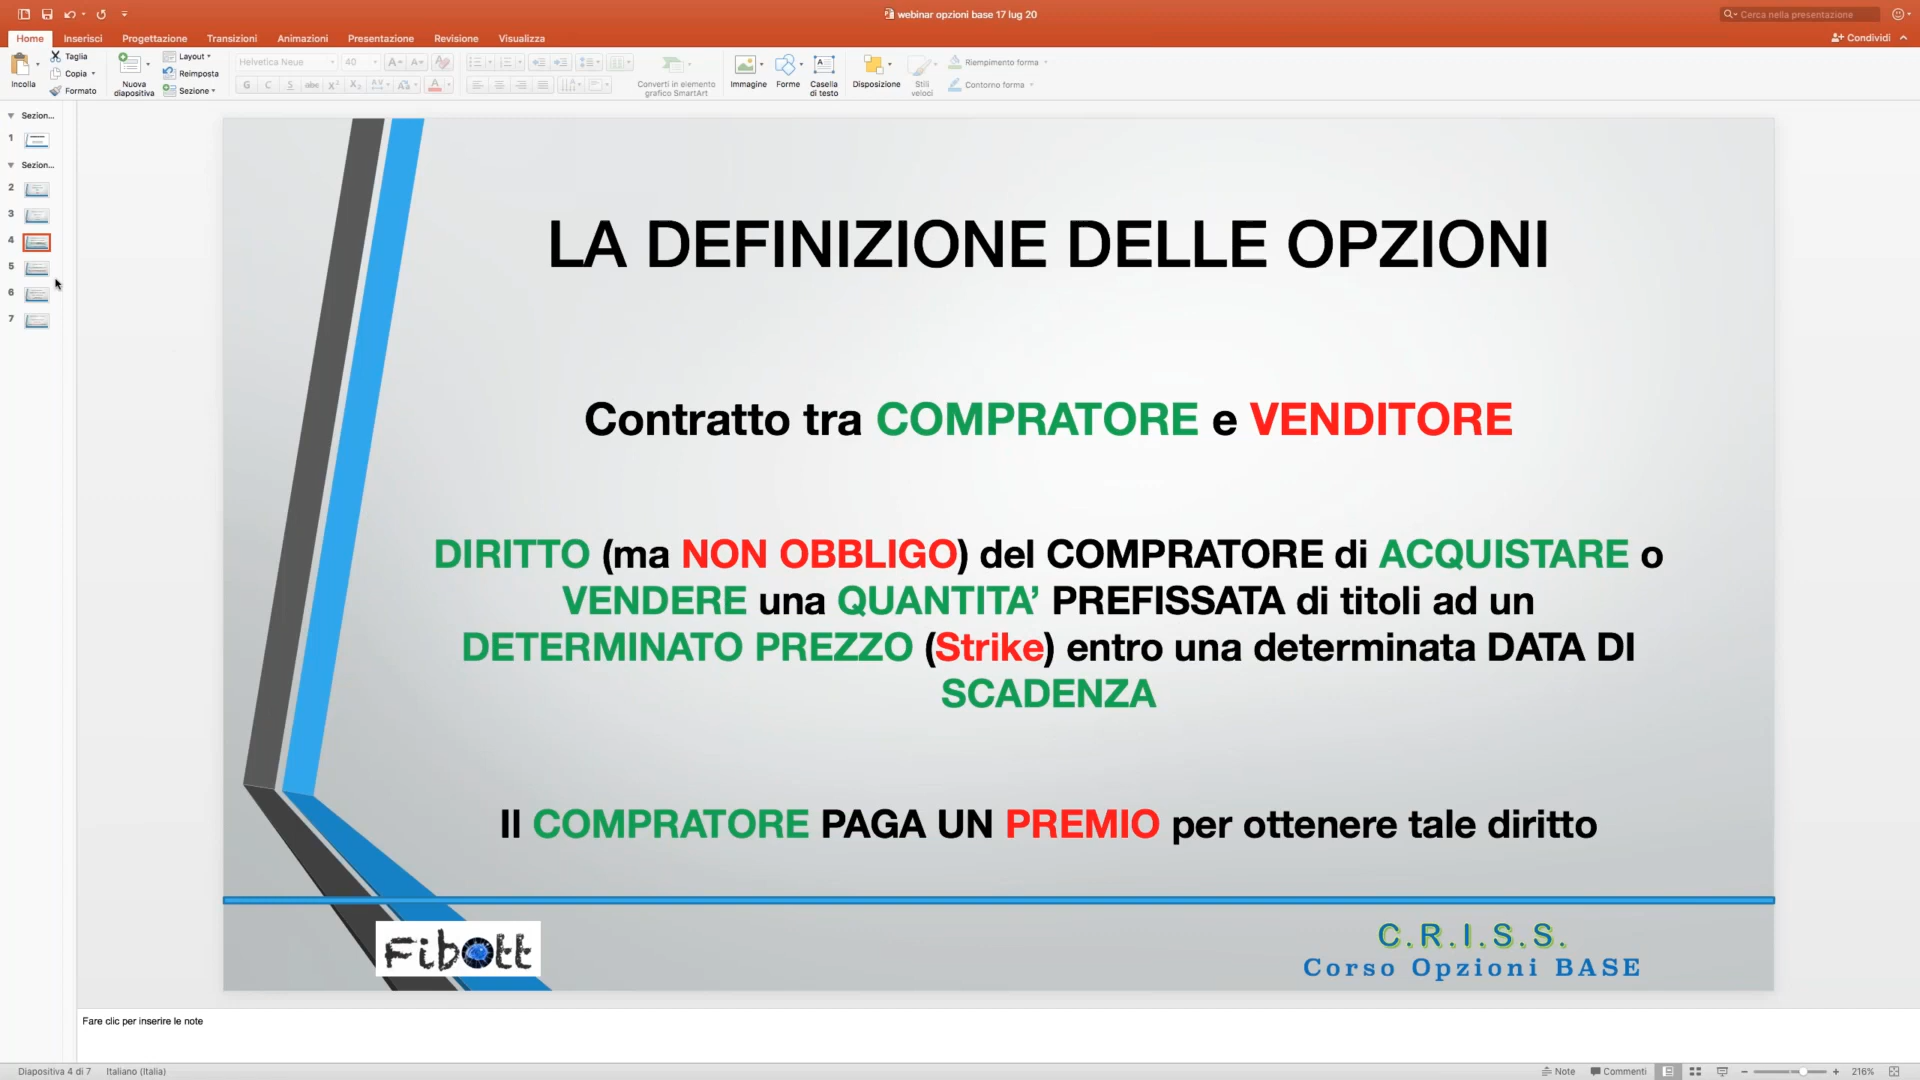 webinar opzioni base 17 lug 20
Cerca nella presentazione
Home Inserisci Progettazione Transizioni Animazioni Presentazione Revisione Visualizza
Condividi
Incolla
Taglia
Copia
Formato
Nuova
diapositiva
Layout
Reimposta
Sezione
Helvetica Neue 40
G C S abc X² X₂
Converti in elemento
grafico SmartArt
Immagine
Forme
Casella
di testo
Disposizione
Stili
veloci
Riempimento forma
Contorno forma
Sezion...
1
Sezion...
2
3
4
5
6
7
LA DEFINIZIONE DELLE OPZIONI
Contratto tra COMPRATORE e VENDITORE
DIRITTO (ma NON OBBLIGO) del COMPRATORE di ACQUISTARE o
VENDERE una QUANTITA’ PREFISSATA di titoli ad un
DETERMINATO PREZZO (Strike) entro una determinata DATA DI
SCADENZA
Il COMPRATORE PAGA UN PREMIO per ottenere tale diritto
Fibott
C.R.I.S.S.
Corso Opzioni BASE
Fare clic per inserire le note
Diapositiva 4 di 7 Italiano (Italia)
Note Commenti 216%